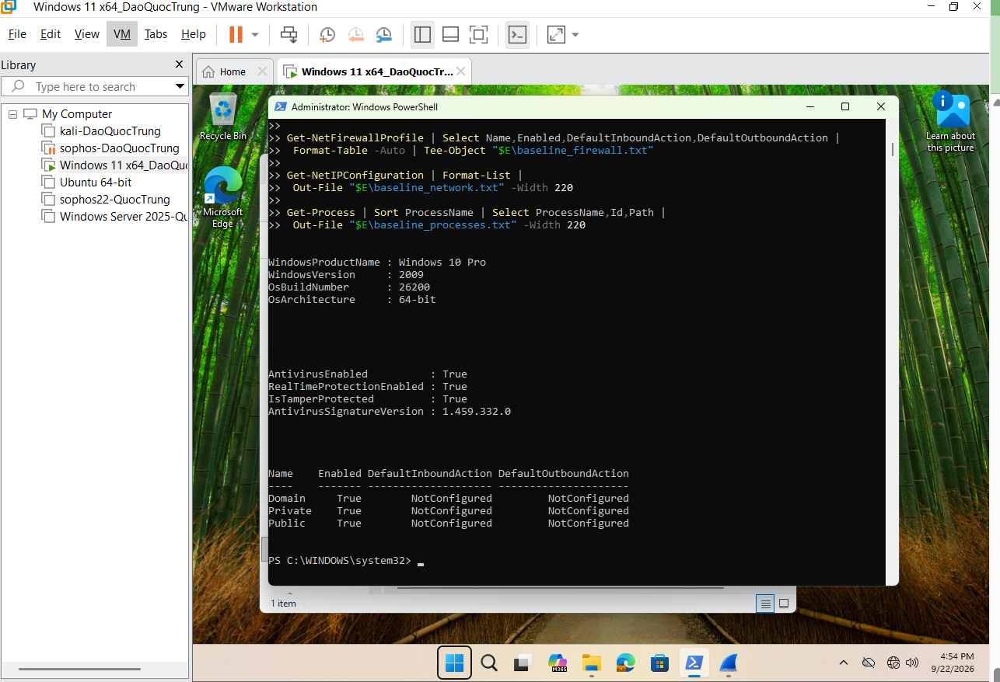 Windows 11 x64_DaoQuocTrung - VMware Workstation
File Edit View VM Tabs Help
Library
Type here to search
My Computer
kali-DaoQuocTrung
sophos-DaoQuocTrung
Windows 11 x64_DaoQuo
Ubuntu 64-bit
sophos22-QuocTrung
Windows Server 2025-Qu
Home
Windows 11 x64_DaoQuocTr...
Recycle Bin
Microsoft
Edge
Learn about
this picture
Administrator: Windows PowerShell
>>
>> Get-NetFirewallProfile | Select Name,Enabled,DefaultInboundAction,DefaultOutboundAction |
>>  Format-Table -Auto | Tee-Object "$E\baseline_firewall.txt"
>>
>> Get-NetIPConfiguration | Format-List |
>>  Out-File "$E\baseline_network.txt" -Width 220
>>
>> Get-Process | Sort ProcessName | Select ProcessName,Id,Path |
>>  Out-File "$E\baseline_processes.txt" -Width 220
WindowsProductName : Windows 10 Pro
WindowsVersion     : 2009
OsBuildNumber      : 26200
OsArchitecture     : 64-bit
AntivirusEnabled          : True
RealTimeProtectionEnabled : True
IsTamperProtected         : True
AntivirusSignatureVersion : 1.459.332.0
Name    Enabled DefaultInboundAction DefaultOutboundAction
----    ------- -------------------- ---------------------
Domain     True        NotConfigured         NotConfigured
Private    True        NotConfigured         NotConfigured
Public     True        NotConfigured         NotConfigured
PS C:\WINDOWS\system32> _
1 item
M365
4:54 PM
9/22/2026